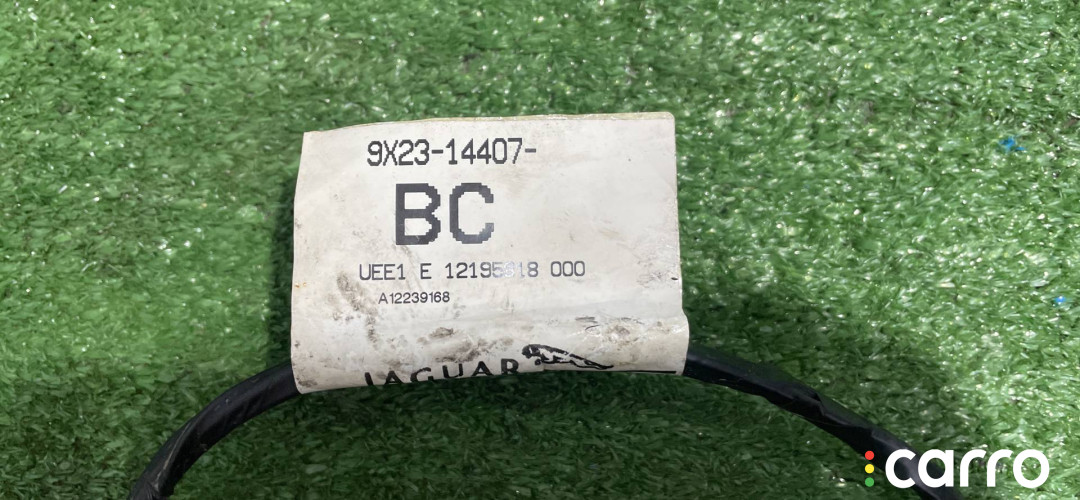 9X23-14407-
BC
UEE1 E 000
A12239168
JAGUAR
carro